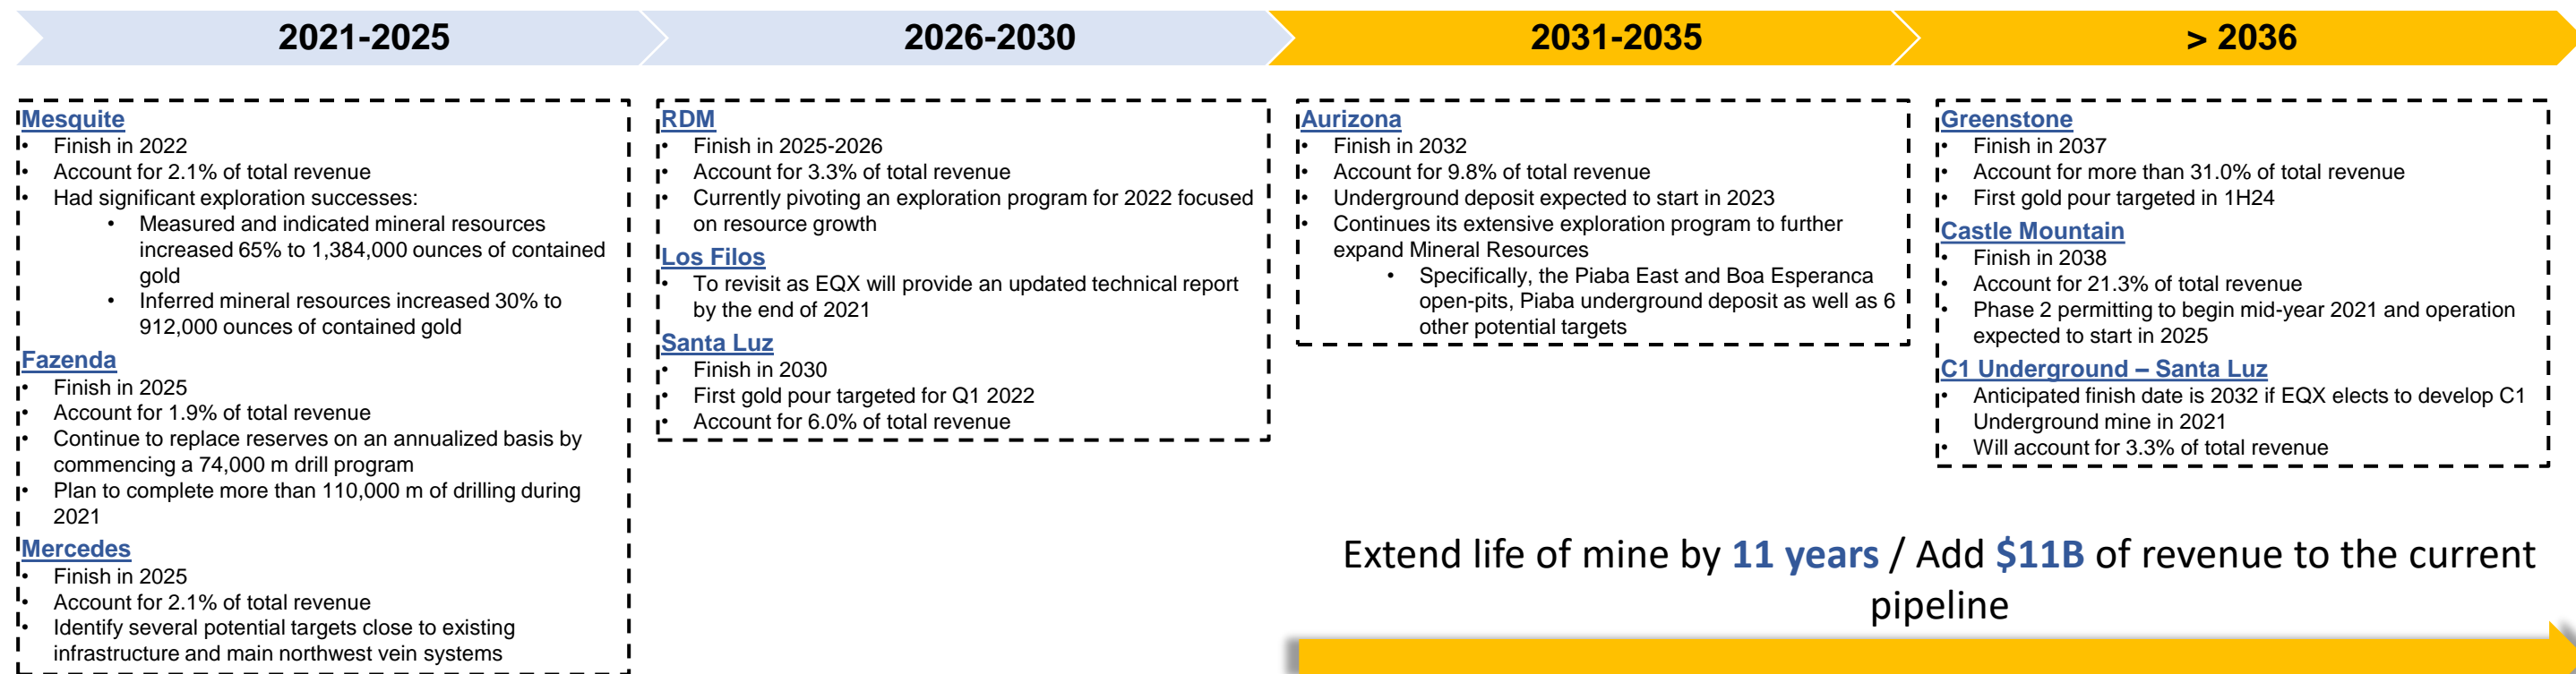 2021-2025
2026-2030
2031-2035
> 2036
Mesquite
• Finish in 2022
• Account for 2.1% of total revenue
• Had significant exploration successes:
• Measured and indicated mineral resources
increased 65% to 1,384,000 ounces of contained
gold
• Inferred mineral resources increased 30% to
912,000 ounces of contained gold
Fazenda
• Finish in 2025
• Account for 1.9% of total revenue
• Continue to replace reserves on an annualized basis by
commencing a 74,000 m drill program
• Plan to complete more than 110,000 m of drilling during
2021
Mercedes
• Finish in 2025
• Account for 2.1% of total revenue
• Identify several potential targets close to existing
infrastructure and main northwest vein systems
RDM
• Finish in 2025-2026
• Account for 3.3% of total revenue
• Currently pivoting an exploration program for 2022 focused
on resource growth
Los Filos
• To revisit as EQX will provide an updated technical report
by the end of 2021
Santa Luz
• Finish in 2030
• First gold pour targeted for Q1 2022
• Account for 6.0% of total revenue
Aurizona
• Finish in 2032
• Account for 9.8% of total revenue
• Underground deposit expected to start in 2023
• Continues its extensive exploration program to further
expand Mineral Resources
• Specifically, the Piaba East and Boa Esperanca
open-pits, Piaba underground deposit as well as 6
other potential targets
Greenstone
• Finish in 2037
• Account for more than 31.0% of total revenue
• First gold pour targeted in 1H24
Castle Mountain
• Finish in 2038
• Account for 21.3% of total revenue
• Phase 2 permitting to begin mid-year 2021 and operation
expected to start in 2025
C1 Underground – Santa Luz
• Anticipated finish date is 2032 if EQX elects to develop C1
Underground mine in 2021
• Will account for 3.3% of total revenue
Extend life of mine by 11 years / Add $11B of revenue to the current
pipeline